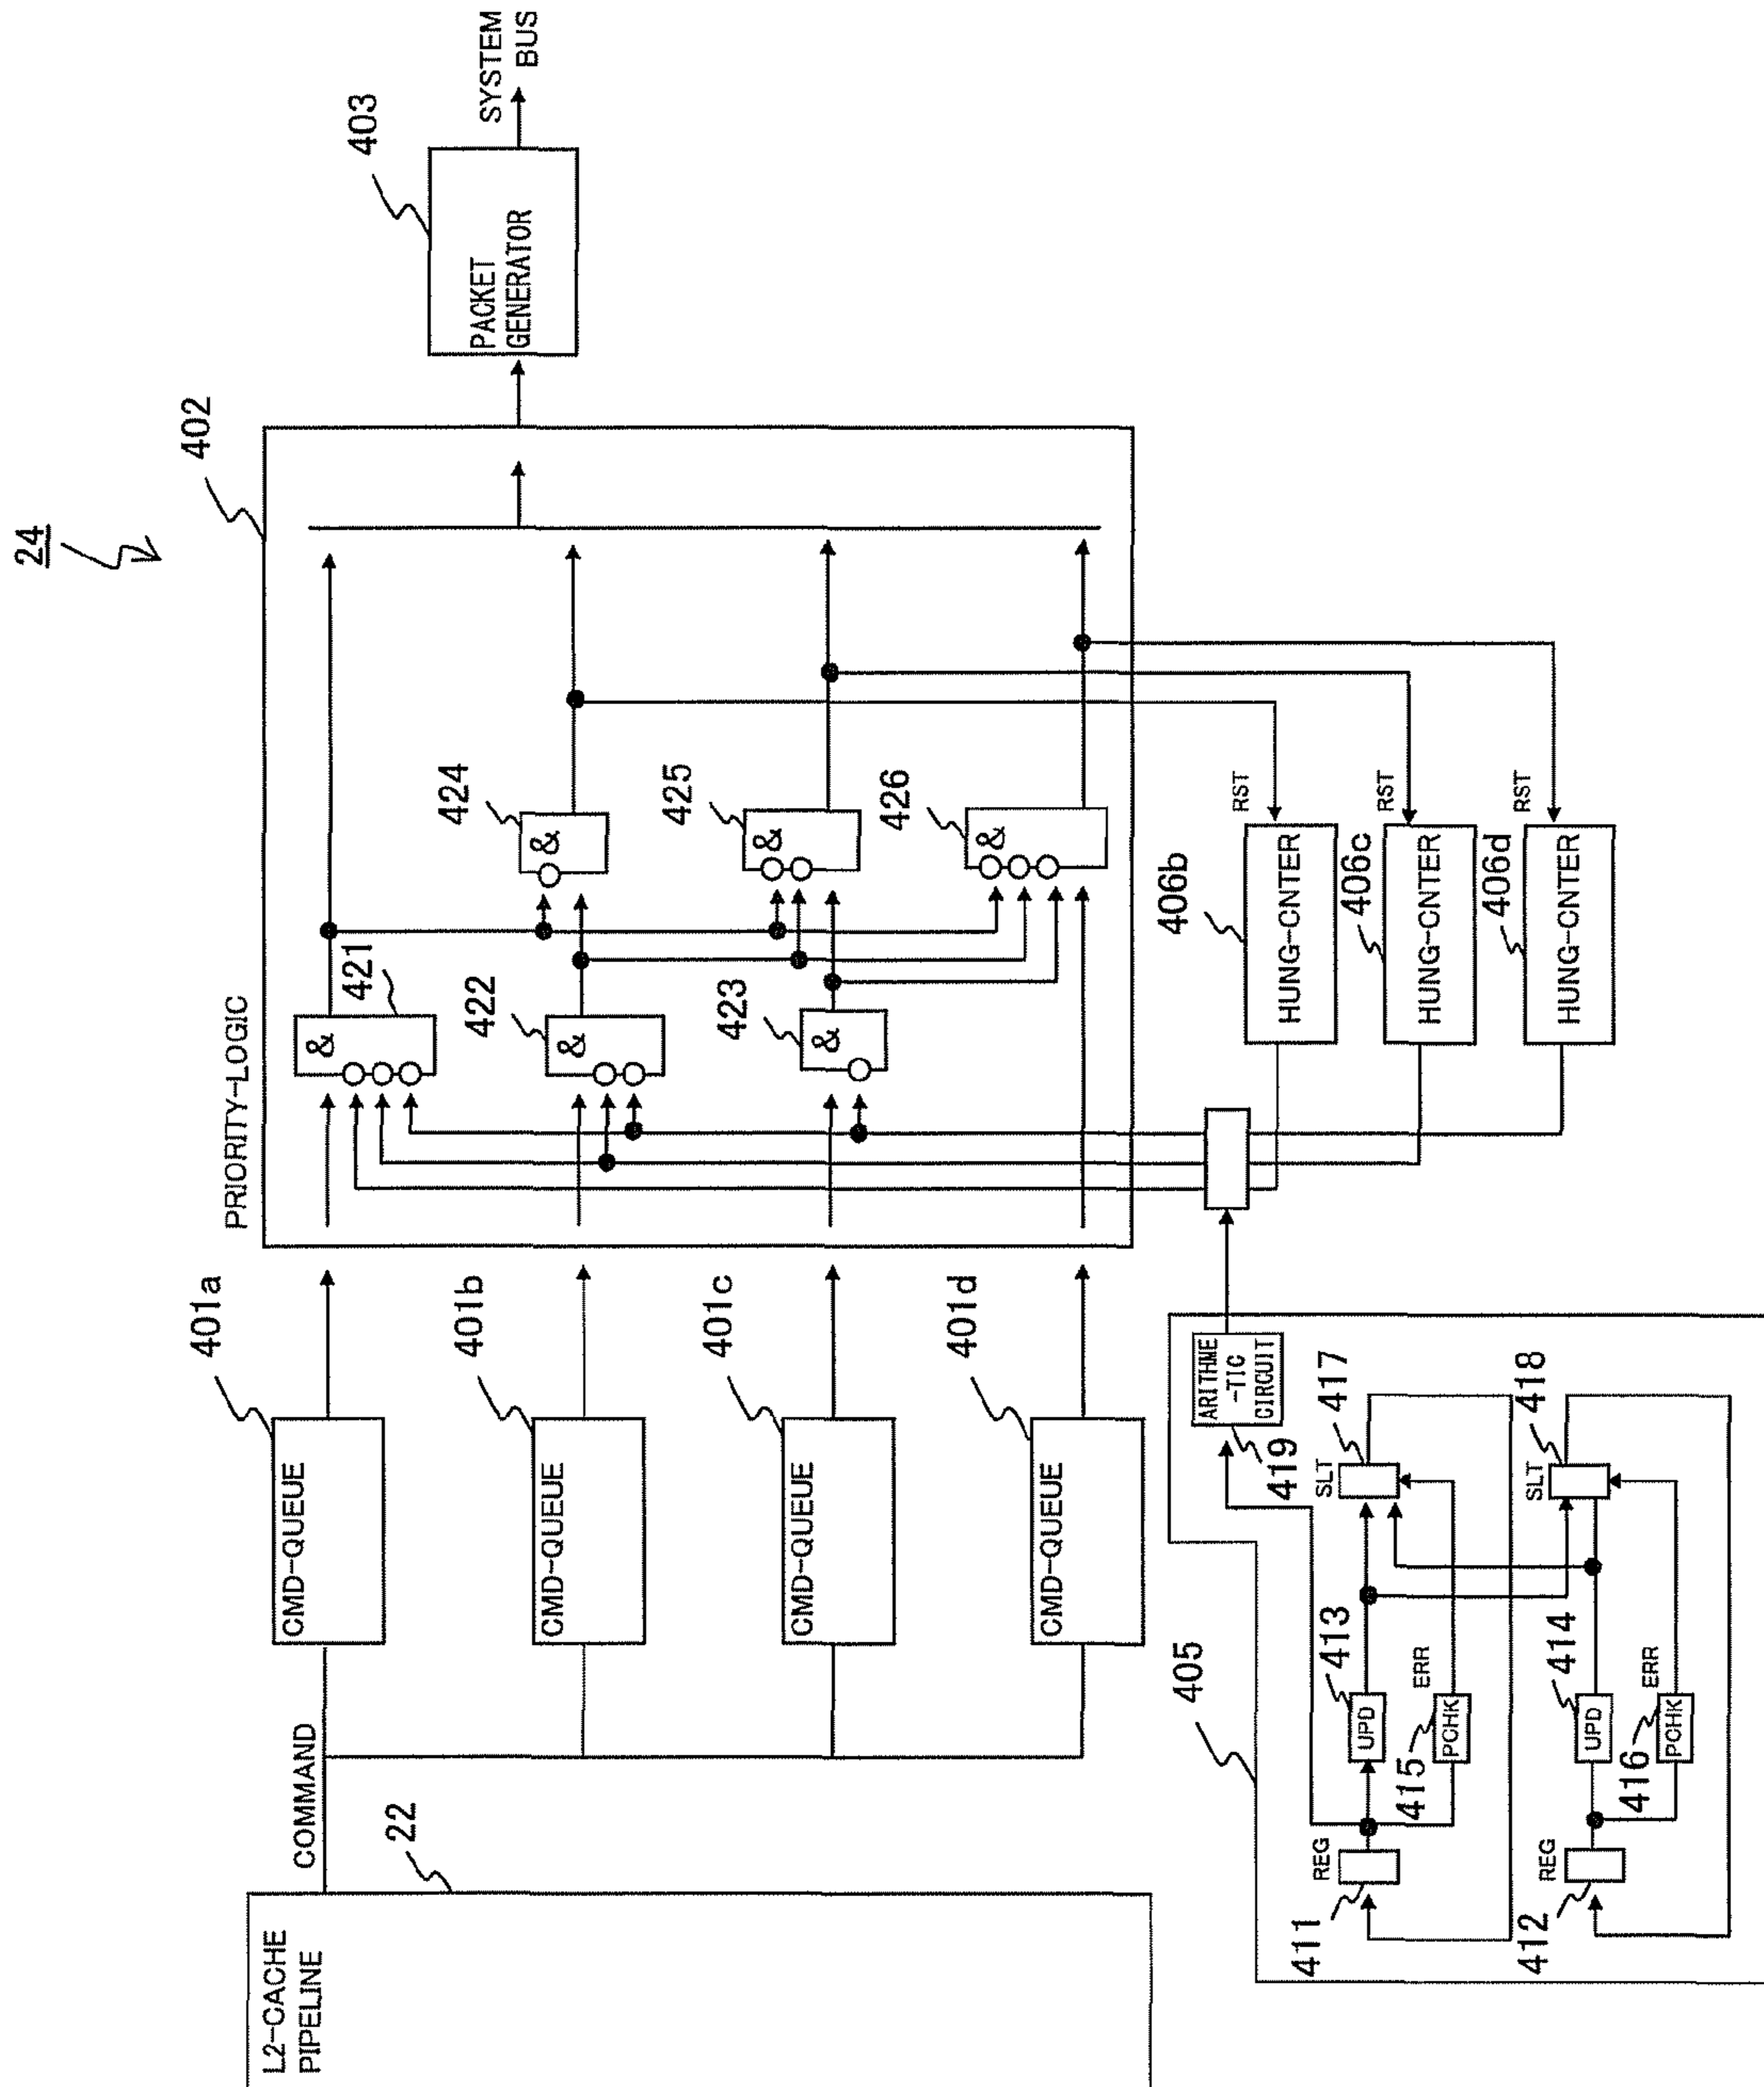 24
L2-CACHE
PIPELINE
22
COMMAND
CMD-QUEUE
401a
CMD-QUEUE
401b
CMD-QUEUE
401c
CMD-QUEUE
401d
PRIORITY-LOGIC
402
&
421
&
422
&
423
&
424
&
425
&
426
PACKET
GENERATOR
403
SYSTEM
BUS
405
REG
411
REG
412
UPD
413
UPD
414
PCHK
415
ERR
PCHK
416
ERR
SLT
417
SLT
418
ARITHME
-TIC
CIRCUIT
419
HUNG-CNTER
406b
RST
HUNG-CNTER
406c
RST
HUNG-CNTER
406d
RST